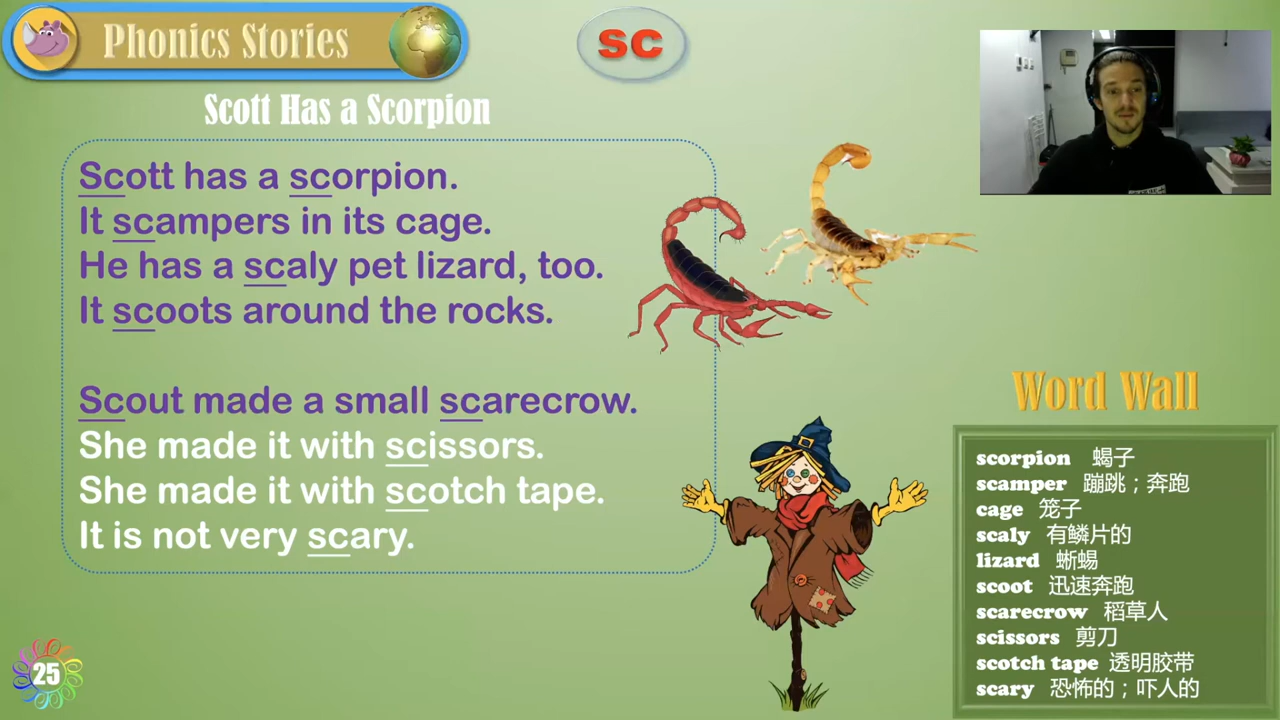 Phonics Stories
sc
Scott Has a Scorpion
Scott has a scorpion.
It scampers in its cage.
He has a scaly pet lizard, too.
It scoots around the rocks.
Scout made a small scarecrow.
She made it with scissors.
She made it with scotch tape.
It is not very scary.
Word Wall
scorpion 蝎子
scamper 蹦跳；奔跑
cage 笼子
scaly 有鳞片的
lizard 蜥蜴
scoot 迅速奔跑
scarecrow 稻草人
scissors 剪刀
scotch tape 透明胶带
scary 恐怖的；吓人的
25